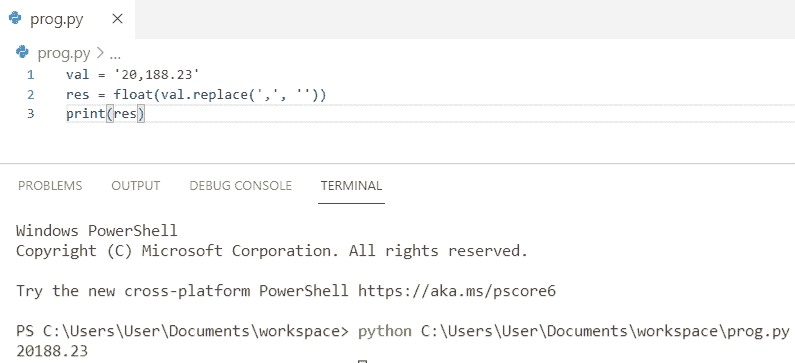 prog.py ×
prog.py > ...
1 val = '20,188.23'
2 res = float(val.replace(',', ''))
3 print(res)
PROBLEMS OUTPUT DEBUG CONSOLE TERMINAL
Windows PowerShell
Copyright (C) Microsoft Corporation. All rights reserved.
Try the new cross-platform PowerShell https://aka.ms/pscore6
PS C:\Users\User\Documents\workspace> python C:\Users\User\Documents\workspace\prog.py
20188.23